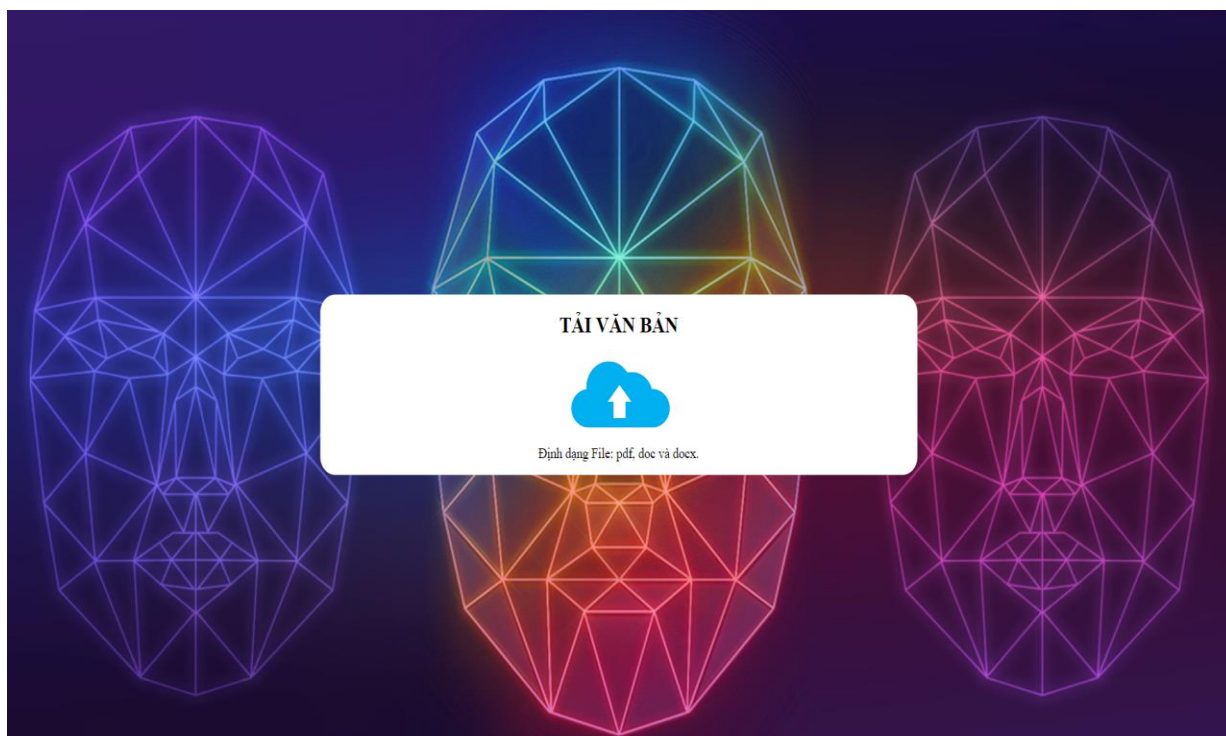 TẢI VĂN BẢN
Định dạng File: pdf, doc và docx.